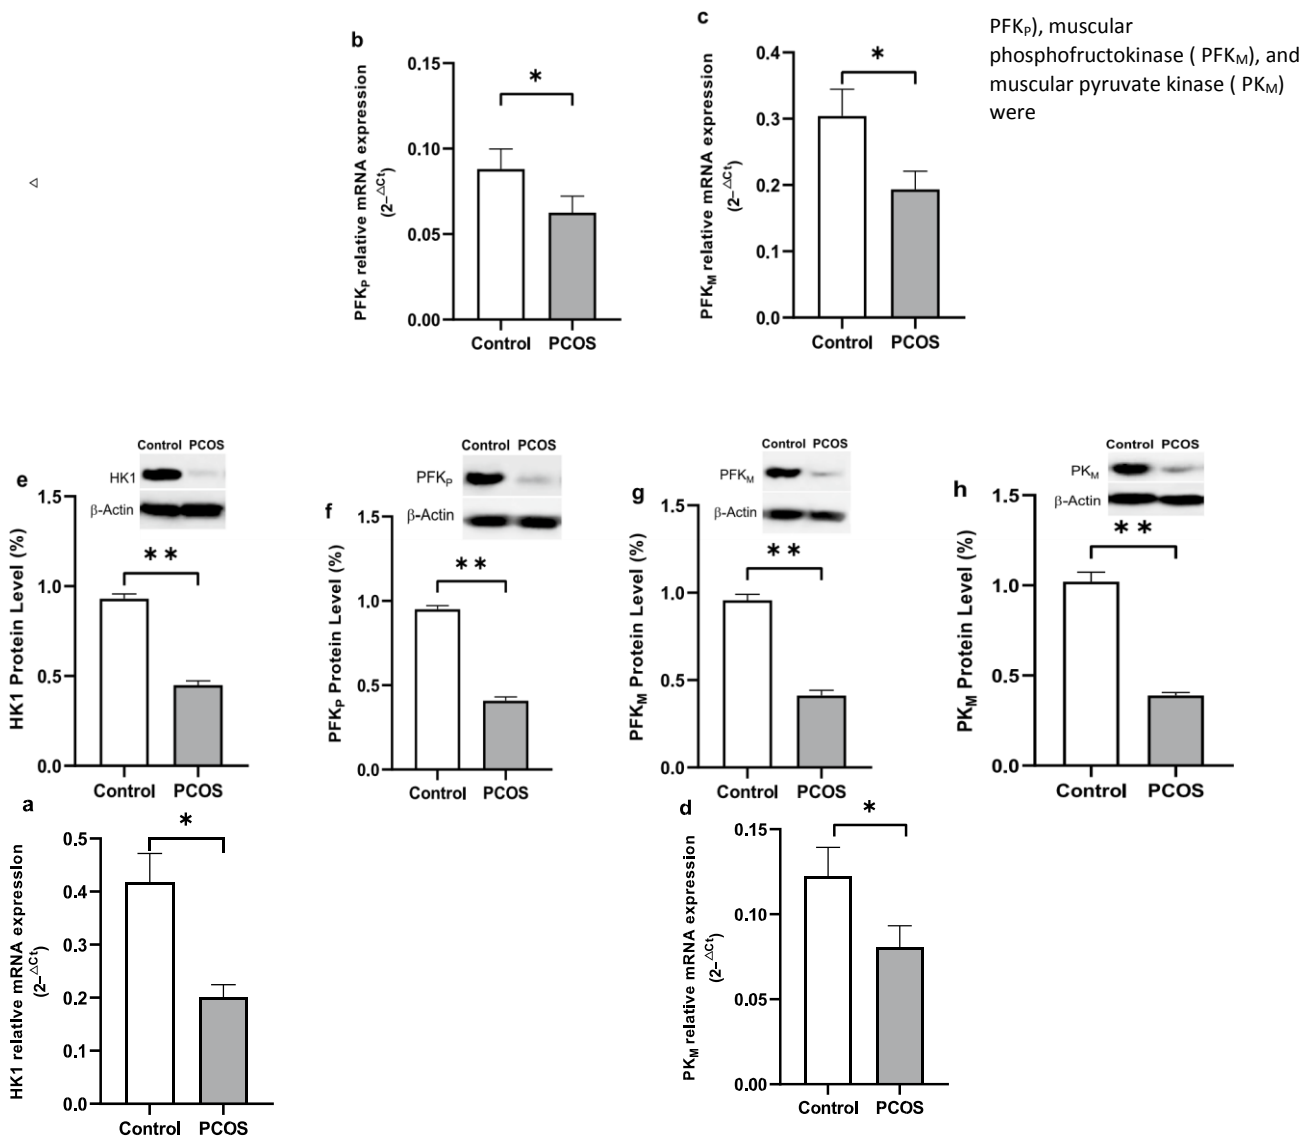 PFKP), muscular
phosphofructokinase ( PFKM), and
muscular pyruvate kinase ( PKM)
were
b
PFKP relative mRNA expression
(2–△Ct)
0.15
0.10
0.05
0.00
*
Control PCOS
c
PFKM relative mRNA expression
(2–△Ct)
0.4
0.3
0.2
0.1
0.0
*
Control PCOS
e
Control PCOS
HK1
β-Actin
HK1 Protein Level (%)
1.5
1.0
0.5
0.0
**
Control PCOS
f
Control PCOS
PFKP
β-Actin
PFKP Protein Level (%)
1.5
1.0
0.5
0.0
**
Control PCOS
g
Control PCOS
PFKM
β-Actin
PFKM Protein Level (%)
1.5
1.0
0.5
0.0
**
Control PCOS
h
Control PCOS
PKM
β-Actin
PKM Protein Level (%)
1.5
1.0
0.5
0.0
**
Control PCOS
a
HK1 relative mRNA expression
(2–△Ct)
0.5
0.4
0.3
0.2
0.1
0.0
*
Control PCOS
d
PKM relative mRNA expression
(2–△Ct)
0.15
0.10
0.05
0.00
*
Control PCOS